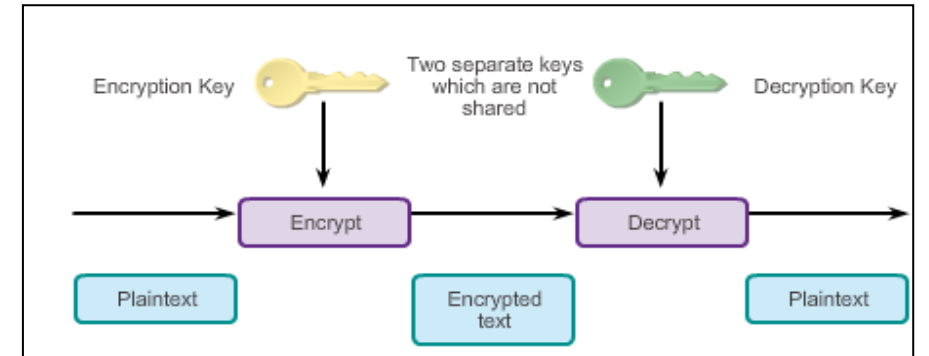 Encryption Key
Two separate keys
which are not
shared
Decryption Key
Encrypt
Decrypt
Plaintext
Encrypted
text
Plaintext